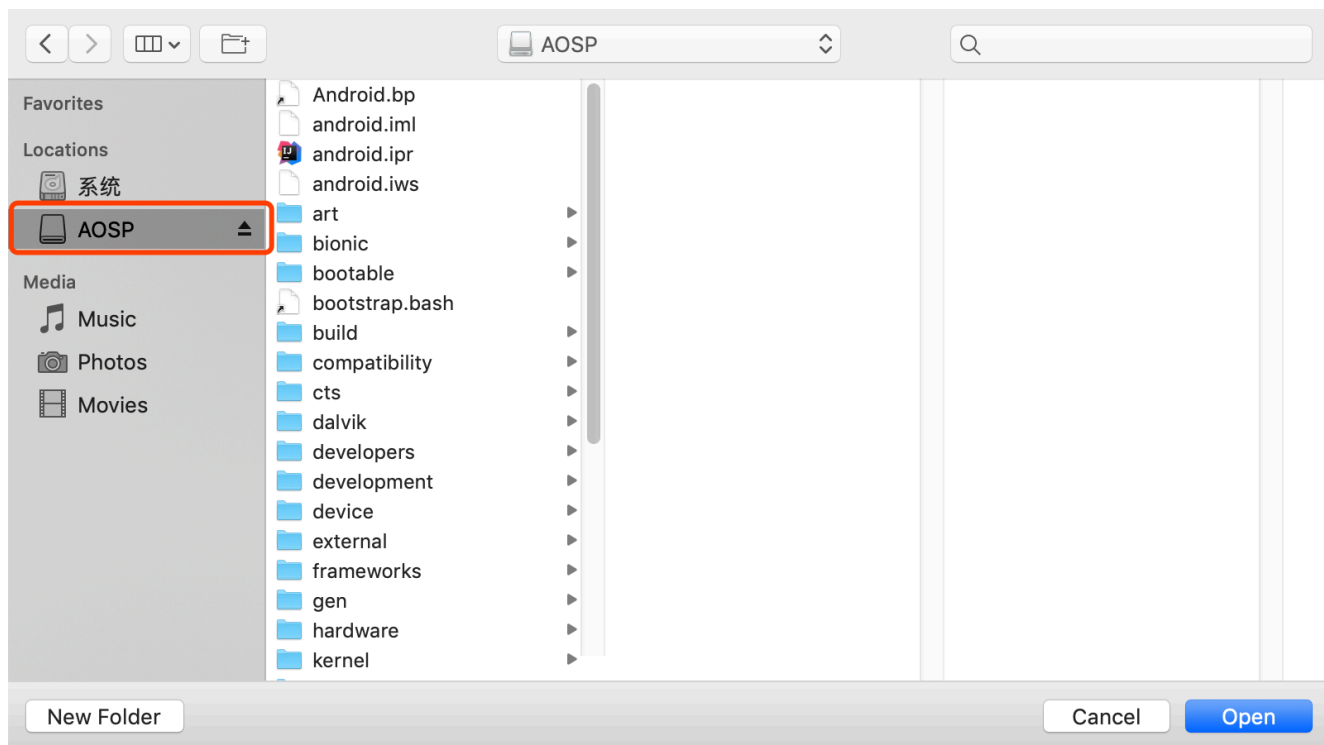 AOSP
Favorites
Locations
系统
AOSP
Media
Music
Photos
Movies
Android.bp
android.iml
android.ipr
android.iws
art
bionic
bootable
bootstrap.bash
build
compatibility
cts
dalvik
developers
development
device
external
frameworks
gen
hardware
kernel
New Folder
Cancel
Open